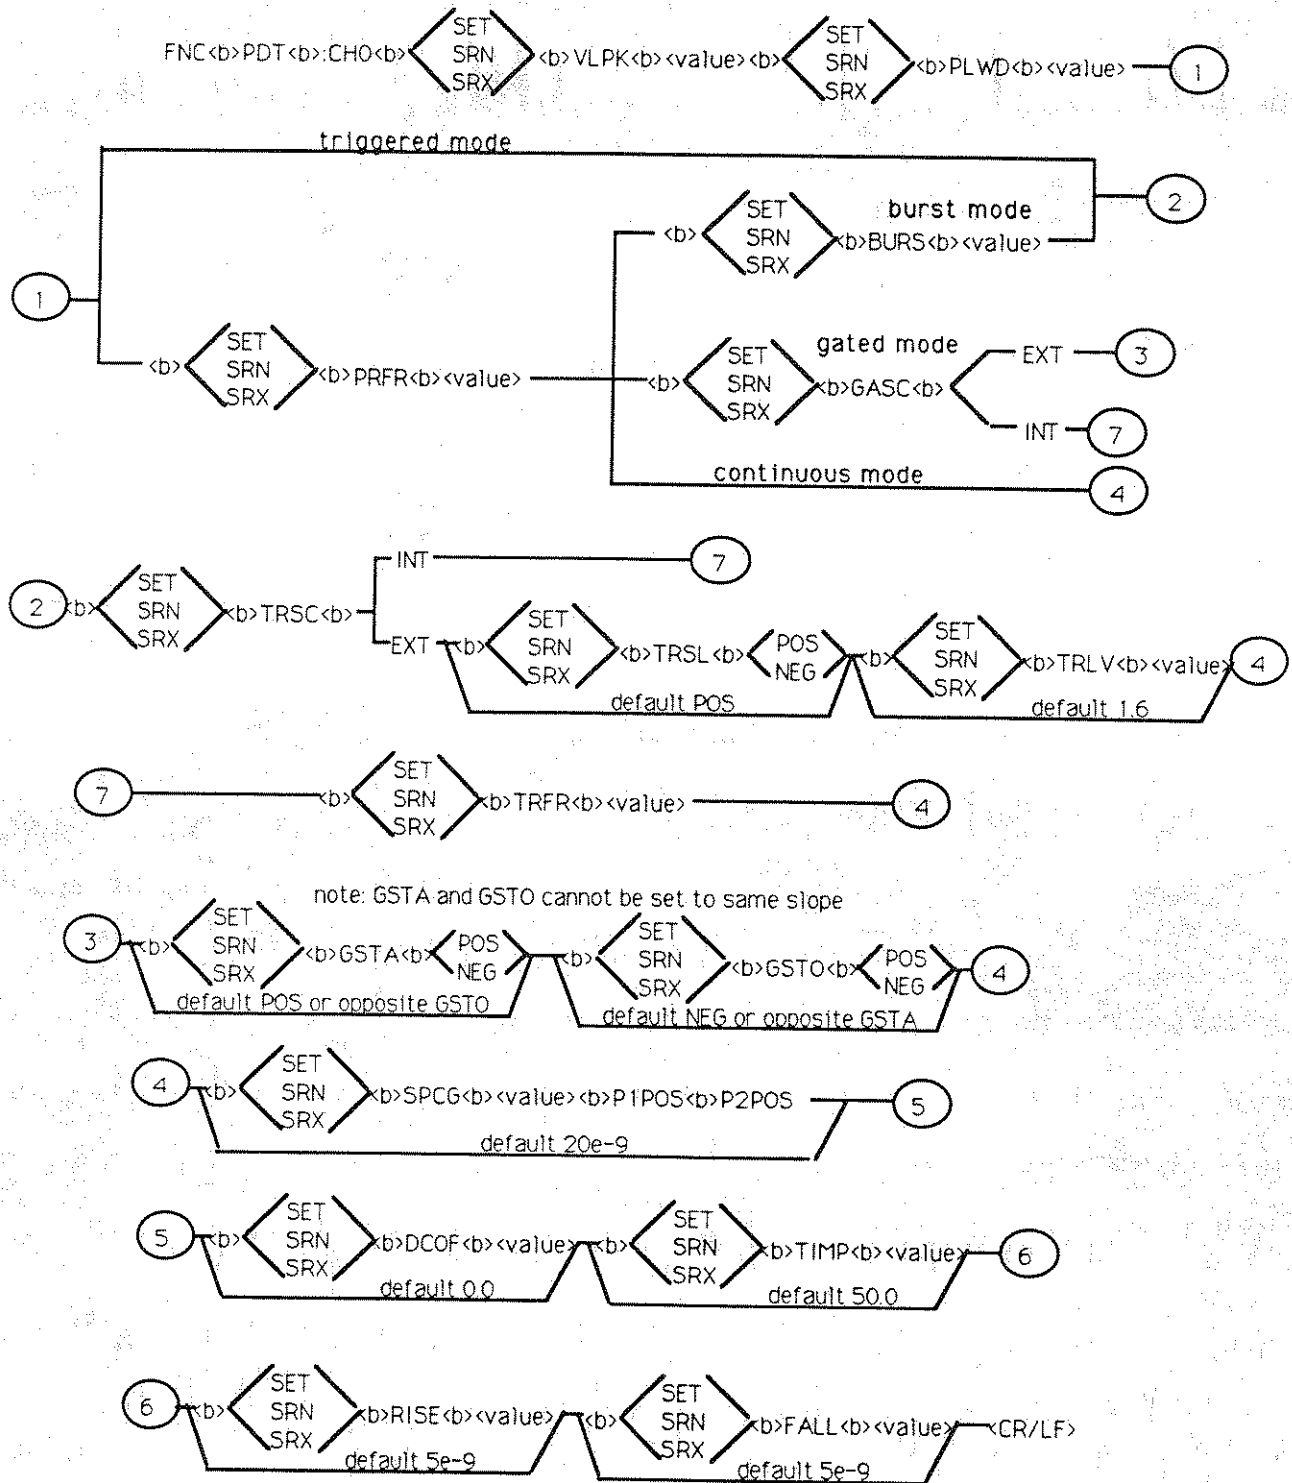 SET SET
FNC<b>PDT<b>:CH0<b> SRN <b>VLPK<b><value><b> SRN <b>PLWD<b><value> 1
SRX SRX
triggered mode
SET burst mode 2
<b> SRN <b>BURS<b><value>
SRX
1
SET SET gated mode EXT 3
<b> SRN <b>PRFR<b><value> <b> SRN <b>GASC<b>
SRX SRX INT 7
continuous mode 4
INT 7
SET
2 <b> SRN <b>TRSC<b>
SRX
SET POS SET
EXT <b> SRN <b>TRSL<b> NEG <b> SRN <b>TRLV<b><value> 4
SRX SRX
default POS default 1.6
SET
7 <b> SRN <b>TRFR<b><value> 4
SRX
note: GSTA and GSTO cannot be set to same slope
SET POS SET POS
3 <b> SRN <b>GSTA<b> NEG <b> SRN <b>GSTO<b> NEG 4
SRX SRX
default POS or opposite GSTO default NEG or opposite GSTA
SET
4 <b> SRN <b>SPCG<b><value><b>P1POS<b>P2POS 5
SRX
default 20e-9
SET SET
5 <b> SRN <b>DCOF<b><value> <b> SRN <b>TIMP<b><value> 6
SRX SRX
default 0.0 default 50.0
SET SET
6 <b> SRN <b>RISE<b><value> <b> SRN <b>FALL<b><value> <CR/LF>
SRX SRX
default 5e-9 default 5e-9